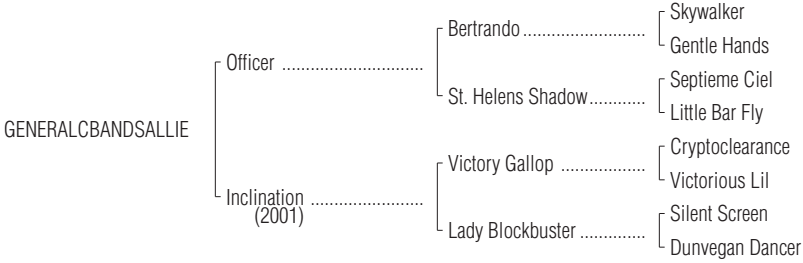 Skywalker
Bertrando ............................
Gentle Hands
Officer ................................
Septieme Ciel
St. Helens Shadow.............
Little Bar Fly
GENERALCBANDSALLIE
Cryptoclearance
Victory Gallop ...................
Victorious Lil
Inclination ..........................
(2001)
Silent Screen
Lady Blockbuster ...............
Dunvegan Dancer